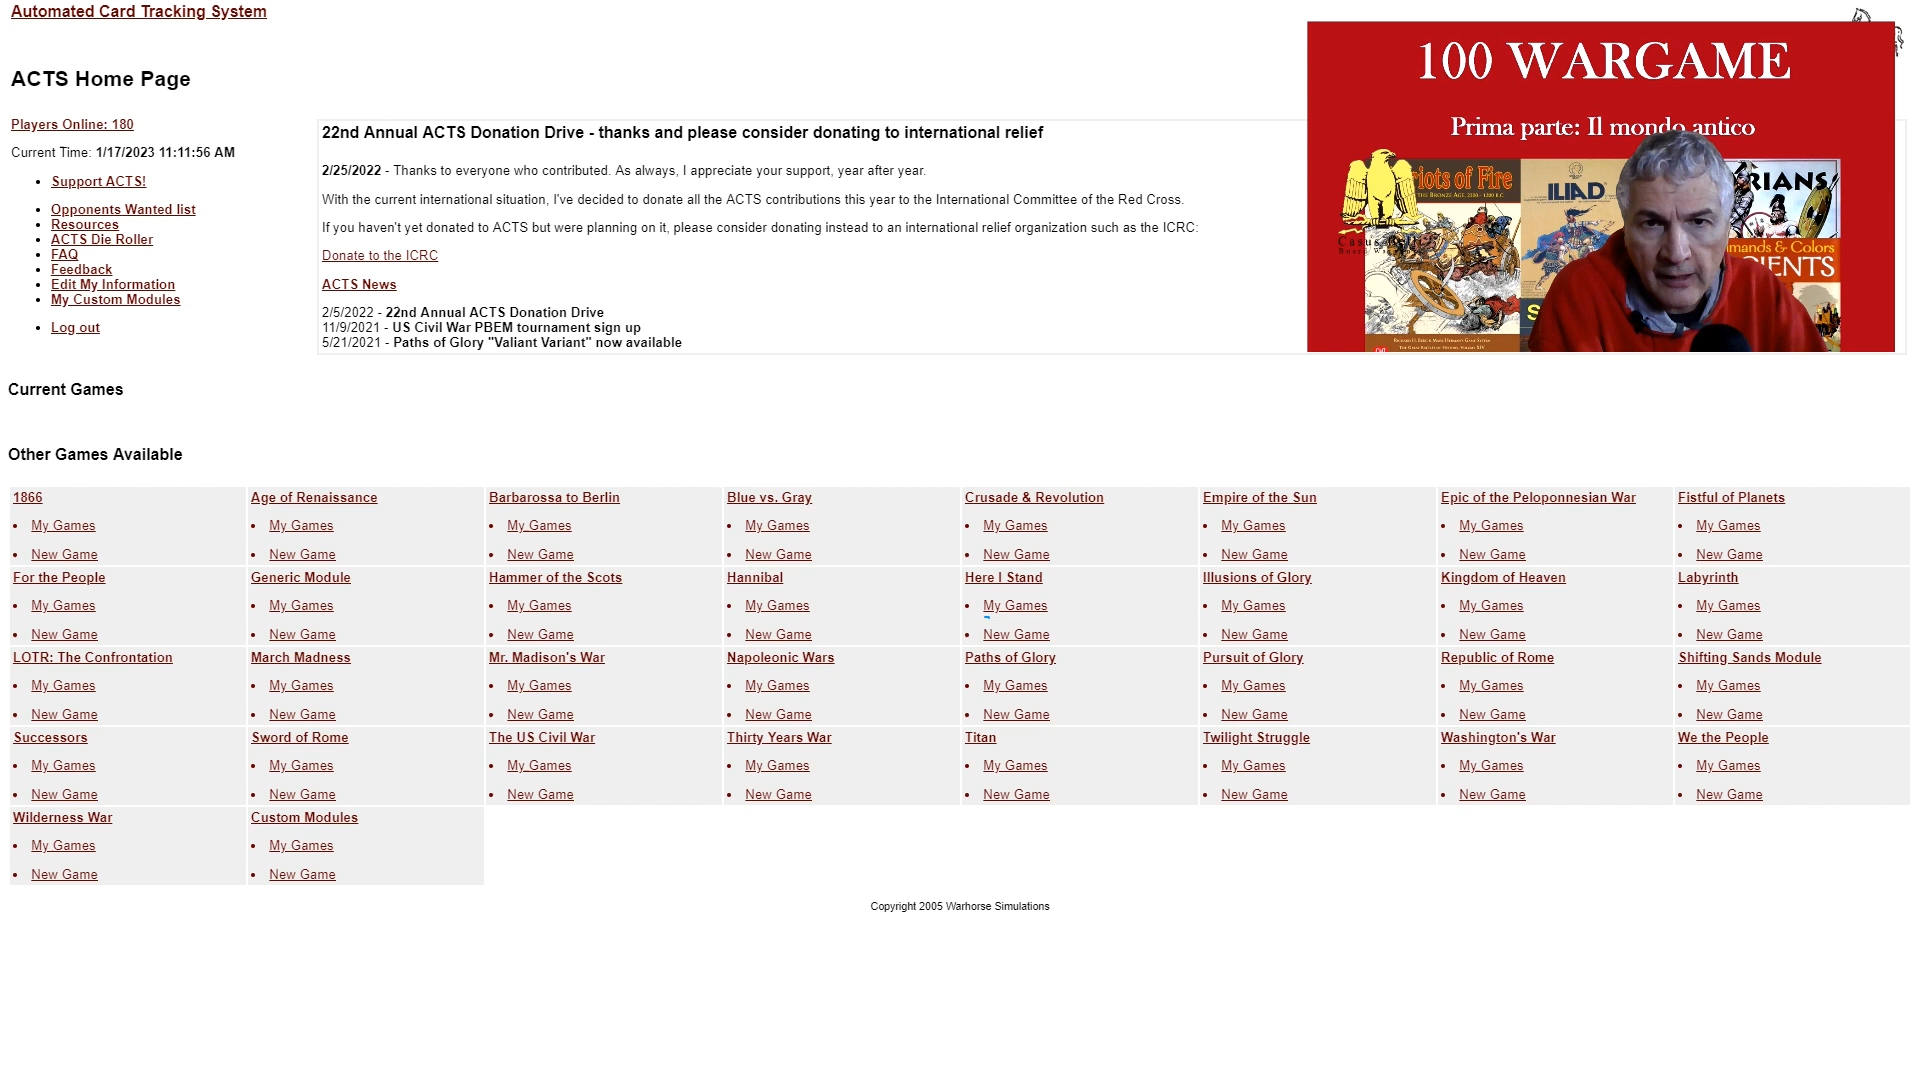 Automated Card Tracking System
ACTS Home Page
Players Online: 180
Current Time: 1/17/2023 11:11:56 AM
Support ACTS!
Opponents Wanted list
Resources
ACTS Die Roller
FAQ
Feedback
Edit My Information
My Custom Modules
Log out
22nd Annual ACTS Donation Drive - thanks and please consider donating to international relief
2/25/2022 - Thanks to everyone who contributed. As always, I appreciate your support, year after year.
With the current international situation, I've decided to donate all the ACTS contributions this year to the International Committee of the Red Cross.
If you haven't yet donated to ACTS but were planning on it, please consider donating instead to an international relief organization such as the ICRC:
Donate to the ICRC
ACTS News
2/5/2022 - 22nd Annual ACTS Donation Drive
11/9/2021 - US Civil War PBEM tournament sign up
5/21/2021 - Paths of Glory "Valiant Variant" now available
100 WARGAME
Prima parte: Il mondo antico
riots of Fire
ILIAD
RIANS
mands & Colors
IENTS
Current Games
Other Games Available
1866
My Games
New Game
Age of Renaissance
My Games
New Game
Barbarossa to Berlin
My Games
New Game
Blue vs. Gray
My Games
New Game
Crusade & Revolution
My Games
New Game
Empire of the Sun
My Games
New Game
Epic of the Peloponnesian War
My Games
New Game
Fistful of Planets
My Games
New Game
For the People
My Games
New Game
Generic Module
My Games
New Game
Hammer of the Scots
My Games
New Game
Hannibal
My Games
New Game
Here I Stand
My Games
New Game
Illusions of Glory
My Games
New Game
Kingdom of Heaven
My Games
New Game
Labyrinth
My Games
New Game
LOTR: The Confrontation
My Games
New Game
March Madness
My Games
New Game
Mr. Madison's War
My Games
New Game
Napoleonic Wars
My Games
New Game
Paths of Glory
My Games
New Game
Pursuit of Glory
My Games
New Game
Republic of Rome
My Games
New Game
Shifting Sands Module
My Games
New Game
Successors
My Games
New Game
Sword of Rome
My Games
New Game
The US Civil War
My Games
New Game
Thirty Years War
My Games
New Game
Titan
My Games
New Game
Twilight Struggle
My Games
New Game
Washington's War
My Games
New Game
We the People
My Games
New Game
Wilderness War
My Games
New Game
Custom Modules
My Games
New Game
Copyright 2005 Warhorse Simulations